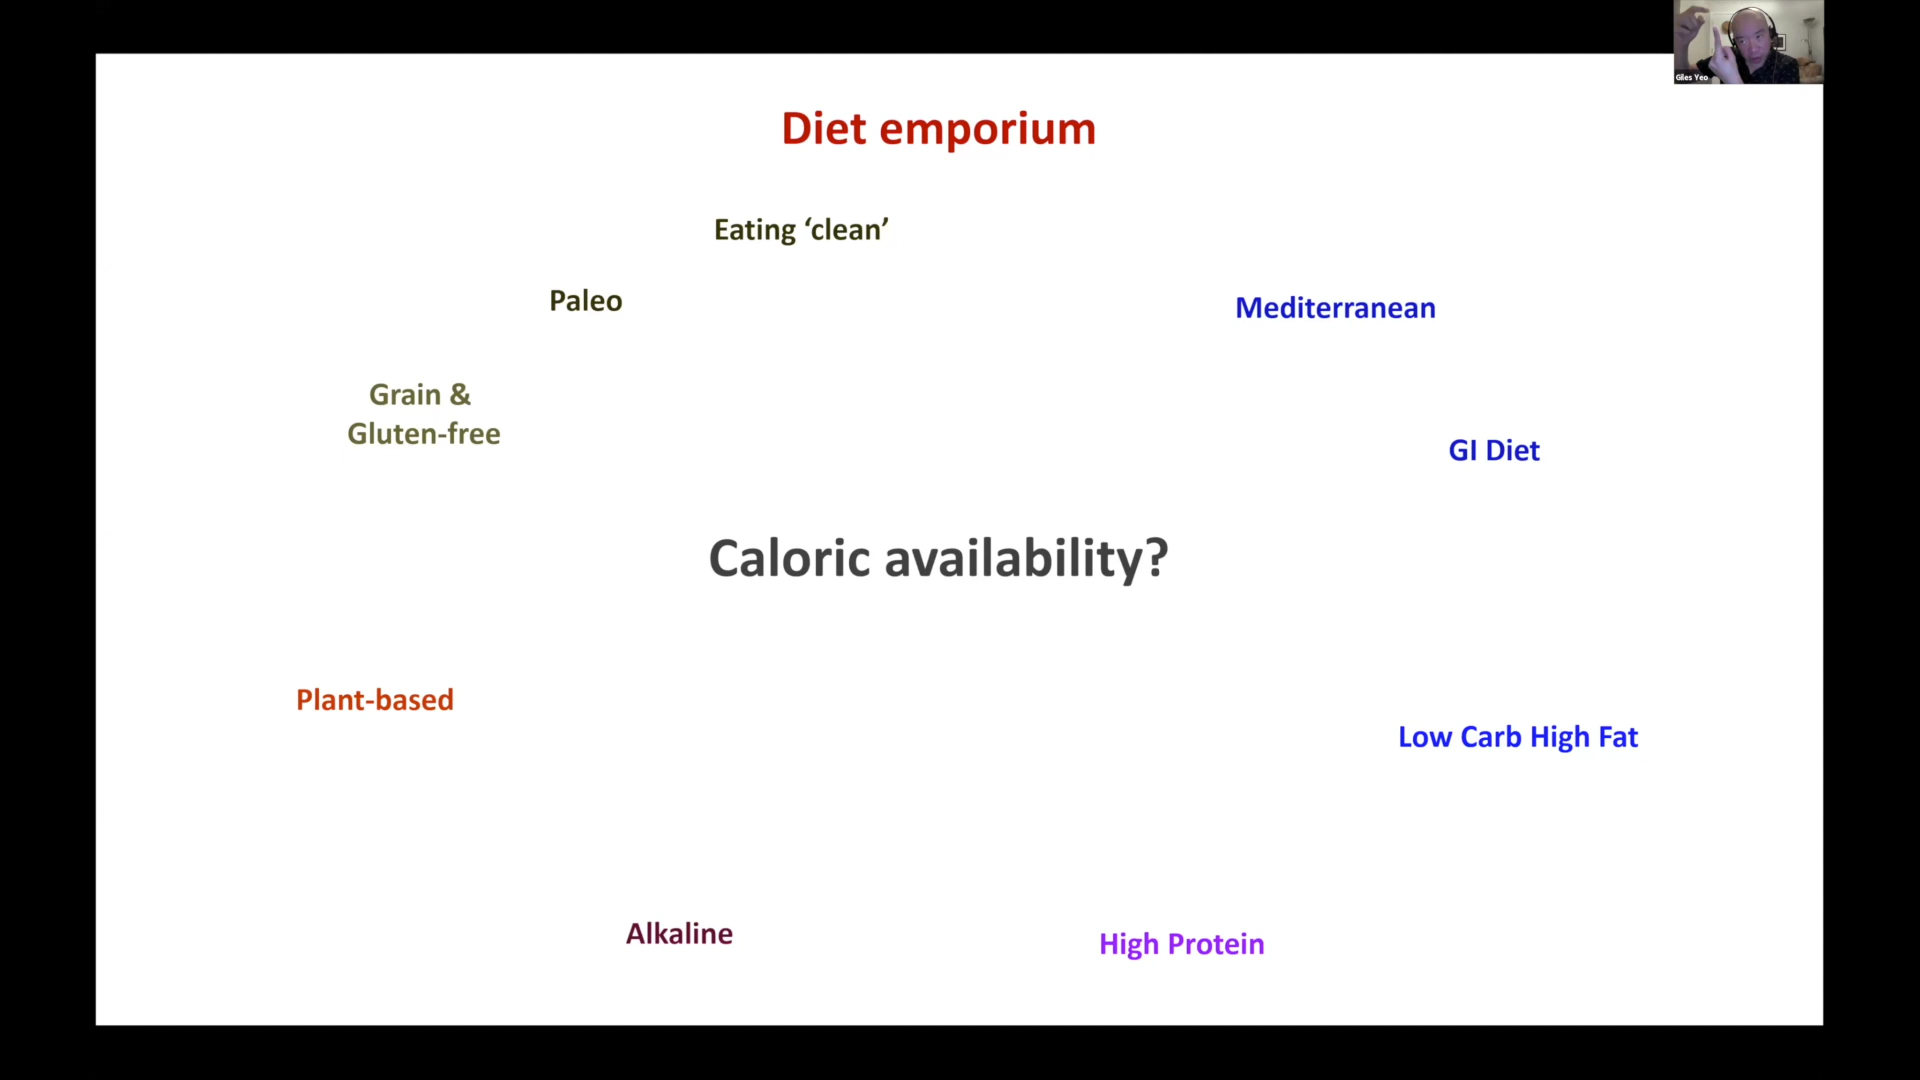 Giles Yeo
Diet emporium
Eating ‘clean’
Paleo
Mediterranean
Grain &
Gluten-free
GI Diet
Caloric availability?
Plant-based
Low Carb High Fat
Alkaline
High Protein